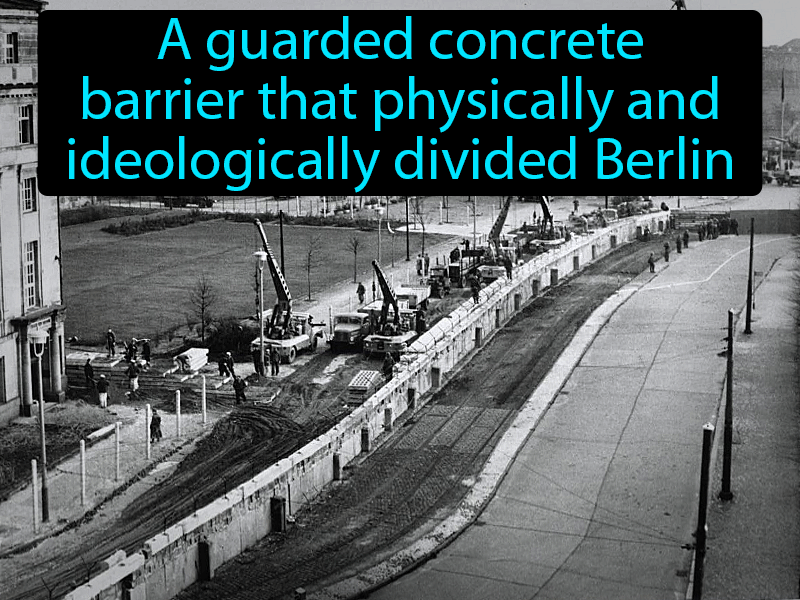 A guarded concrete
barrier that physically and
ideologically divided Berlin